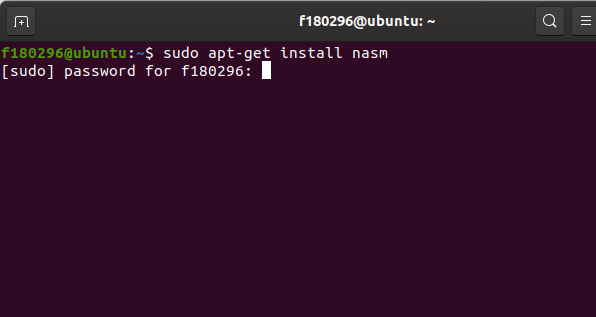 f180296@ubuntu: ~
f180296@ubuntu:~$ sudo apt-get install nasm
[sudo] password for f180296: